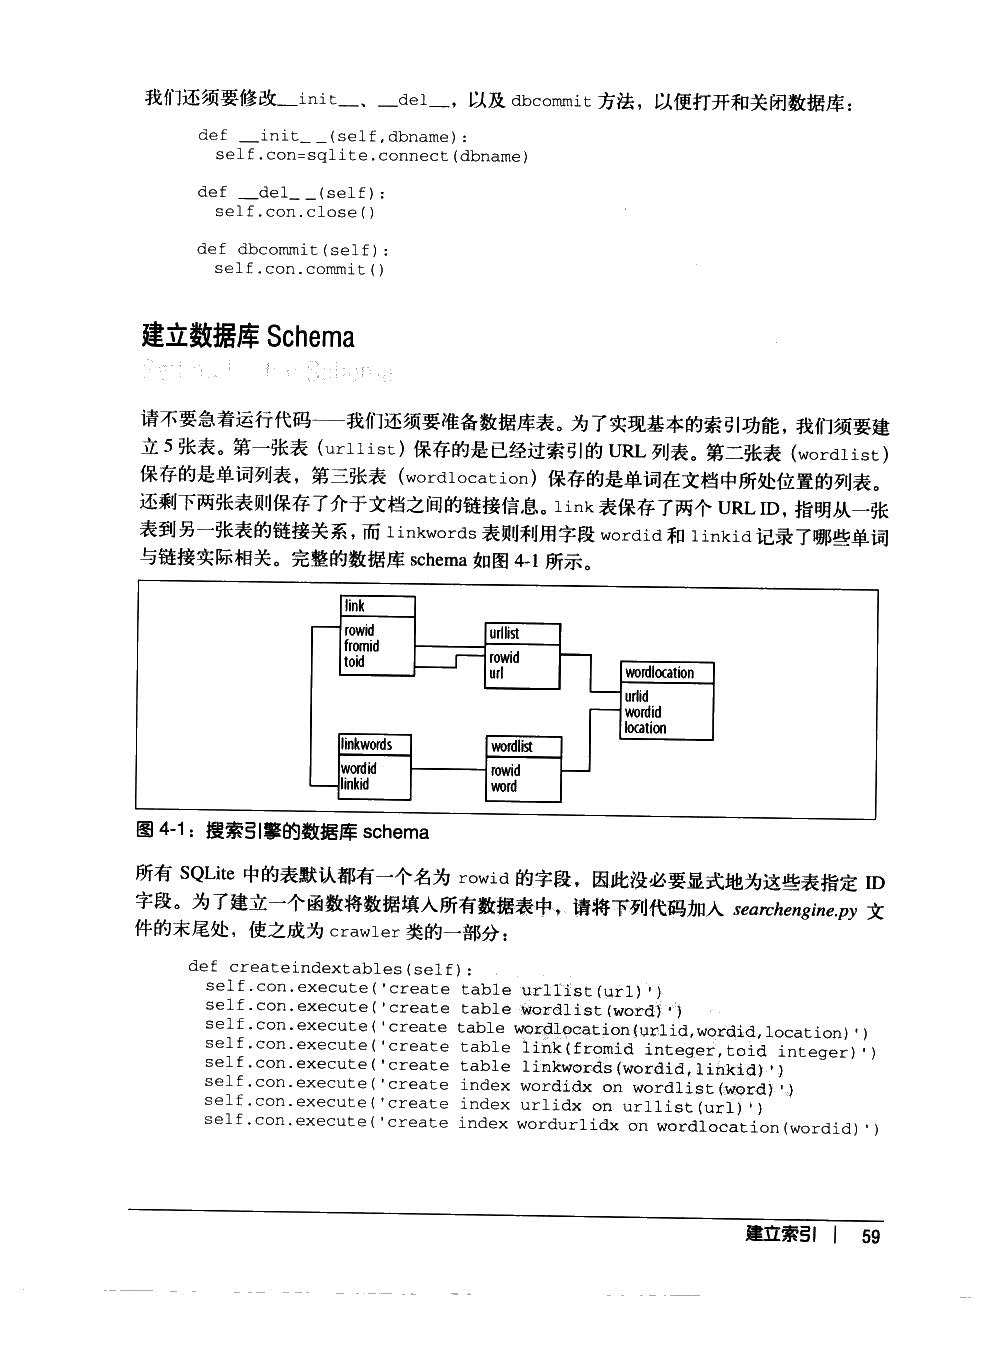 我们还须要修改__init__、__del__，以及 dbcommit 方法，以便打开和关闭数据库：
def __init_ _(self,dbname):
self.con=sqlite.connect(dbname)
def __del_ _(self):
self.con.close()
def dbcommit(self):
self.con.commit()
建立数据库 Schema
请不要急着运行代码——我们还须要准备数据库表。为了实现基本的索引功能，我们须要建
立 5 张表。第一张表（urllist）保存的是已经过索引的 URL 列表。第二张表（wordlist）
保存的是单词列表，第三张表（wordlocation）保存的是单词在文档中所处位置的列表。
还剩下两张表则保存了介于文档之间的链接信息。link 表保存了两个 URL ID，指明从一张
表到另一张表的链接关系，而 linkwords 表则利用字段 wordid 和 linkid 记录了哪些单词
与链接实际相关。完整的数据库 schema 如图 4-1 所示。
link
rowid
fromid
toid
urllist
rowid
url
wordlocation
urlid
wordid
location
linkwords
wordid
linkid
wordlist
rowid
word
图 4-1：搜索引擎的数据库 schema
所有 SQLite 中的表默认都有一个名为 rowid 的字段，因此没必要显式地为这些表指定 ID
字段。为了建立一个函数将数据填入所有数据表中，请将下列代码加入 searchengine.py 文
件的末尾处，使之成为 crawler 类的一部分：
def createindextables(self):
self.con.execute('create table urllist(url)')
self.con.execute('create table wordlist(word)')
self.con.execute('create table wordlocation(urlid,wordid,location)')
self.con.execute('create table link(fromid integer,toid integer)')
self.con.execute('create table linkwords(wordid,linkid)')
self.con.execute('create index wordidx on wordlist(word)')
self.con.execute('create index urlidx on urllist(url)')
self.con.execute('create index wordurlidx on wordlocation(wordid)')
建立索引 | 59